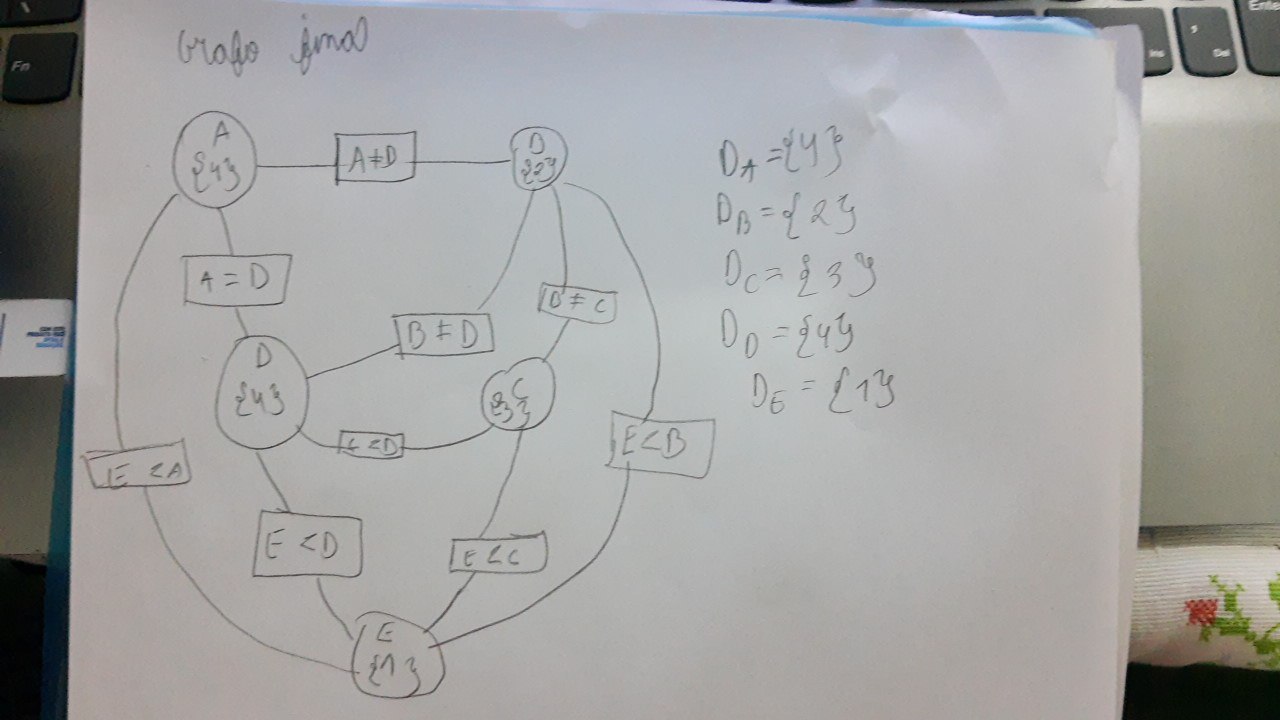 Grafo final
A
{4}
A≠D
B
{2}
A = D
B ≠ D
B ≠ C
D
{4}
C
{3}
C < D
E < A
E < B
E < D
E < C
E
{1}
D_A = {4}
D_B = {2}
D_C = {3}
D_D = {4}
D_E = {1}
Fn
Enter
Ins
Del